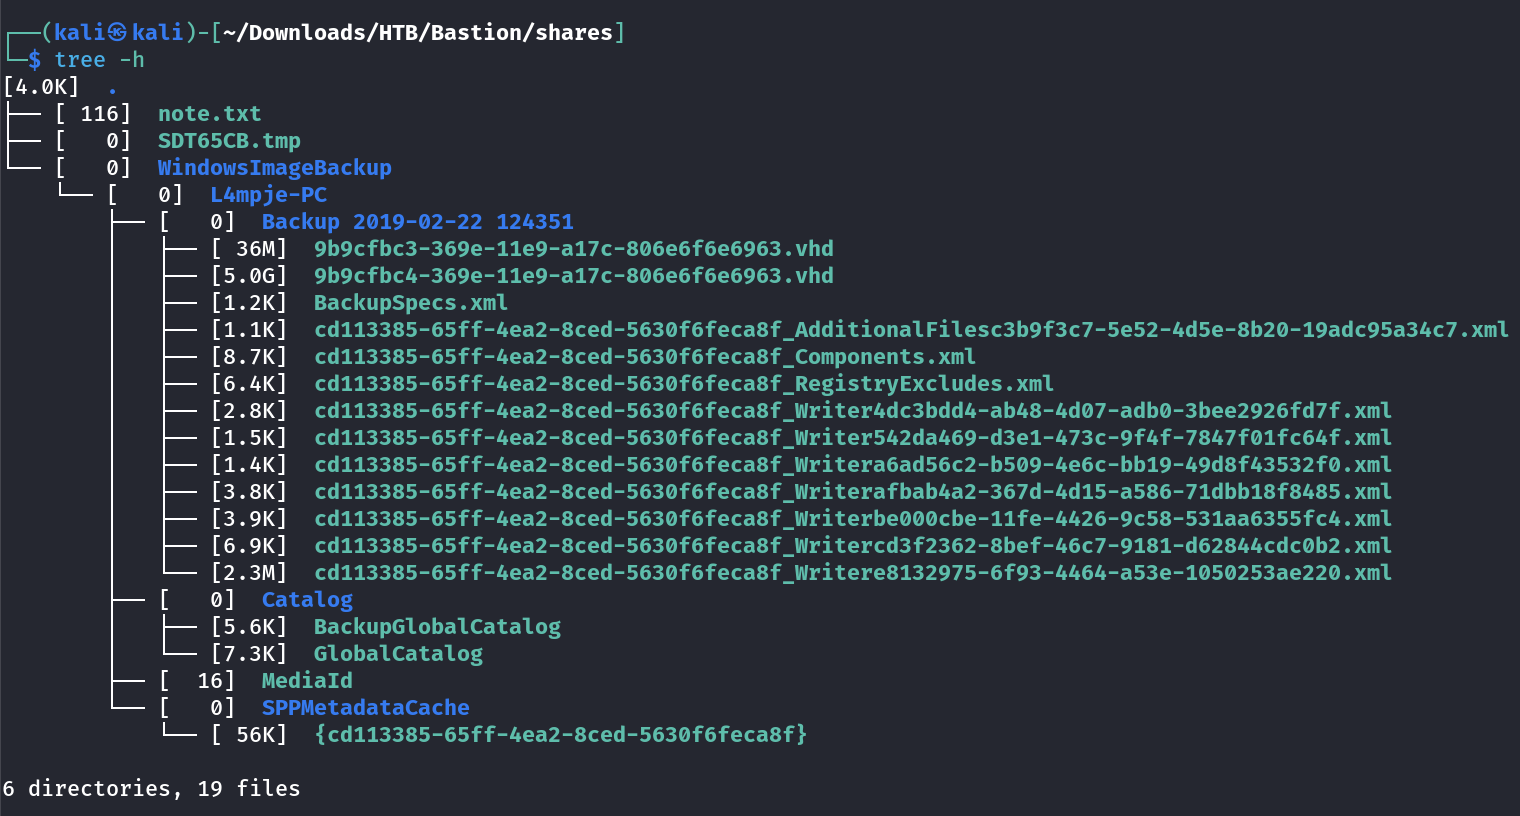 ┌──(kali㉿kali)-[~/Downloads/HTB/Bastion/shares]
└─$ tree -h
[4.0K]  .
├── [ 116]  note.txt
├── [   0]  SDT65CB.tmp
└── [   0]  WindowsImageBackup
    └── [   0]  L4mpje-PC
        ├── [   0]  Backup 2019-02-22 124351
        │   ├── [ 36M]  9b9cfbc3-369e-11e9-a17c-806e6f6e6963.vhd
        │   ├── [5.0G]  9b9cfbc4-369e-11e9-a17c-806e6f6e6963.vhd
        │   ├── [1.2K]  BackupSpecs.xml
        │   ├── [1.1K]  cd113385-65ff-4ea2-8ced-5630f6feca8f_AdditionalFilesc3b9f3c7-5e52-4d5e-8b20-19adc95a34c7.xml
        │   ├── [8.7K]  cd113385-65ff-4ea2-8ced-5630f6feca8f_Components.xml
        │   ├── [6.4K]  cd113385-65ff-4ea2-8ced-5630f6feca8f_RegistryExcludes.xml
        │   ├── [2.8K]  cd113385-65ff-4ea2-8ced-5630f6feca8f_Writer4dc3bdd4-ab48-4d07-adb0-3bee2926fd7f.xml
        │   ├── [1.5K]  cd113385-65ff-4ea2-8ced-5630f6feca8f_Writer542da469-d3e1-473c-9f4f-7847f01fc64f.xml
        │   ├── [1.4K]  cd113385-65ff-4ea2-8ced-5630f6feca8f_Writera6ad56c2-b509-4e6c-bb19-49d8f43532f0.xml
        │   ├── [3.8K]  cd113385-65ff-4ea2-8ced-5630f6feca8f_Writerafbab4a2-367d-4d15-a586-71dbb18f8485.xml
        │   ├── [3.9K]  cd113385-65ff-4ea2-8ced-5630f6feca8f_Writerbe000cbe-11fe-4426-9c58-531aa6355fc4.xml
        │   ├── [6.9K]  cd113385-65ff-4ea2-8ced-5630f6feca8f_Writercd3f2362-8bef-46c7-9181-d62844cdc0b2.xml
        │   └── [2.3M]  cd113385-65ff-4ea2-8ced-5630f6feca8f_Writere8132975-6f93-4464-a53e-1050253ae220.xml
        ├── [   0]  Catalog
        │   ├── [5.6K]  BackupGlobalCatalog
        │   └── [7.3K]  GlobalCatalog
        ├── [  16]  MediaId
        └── [   0]  SPPMetadataCache
            └── [ 56K]  {cd113385-65ff-4ea2-8ced-5630f6feca8f}
6 directories, 19 files